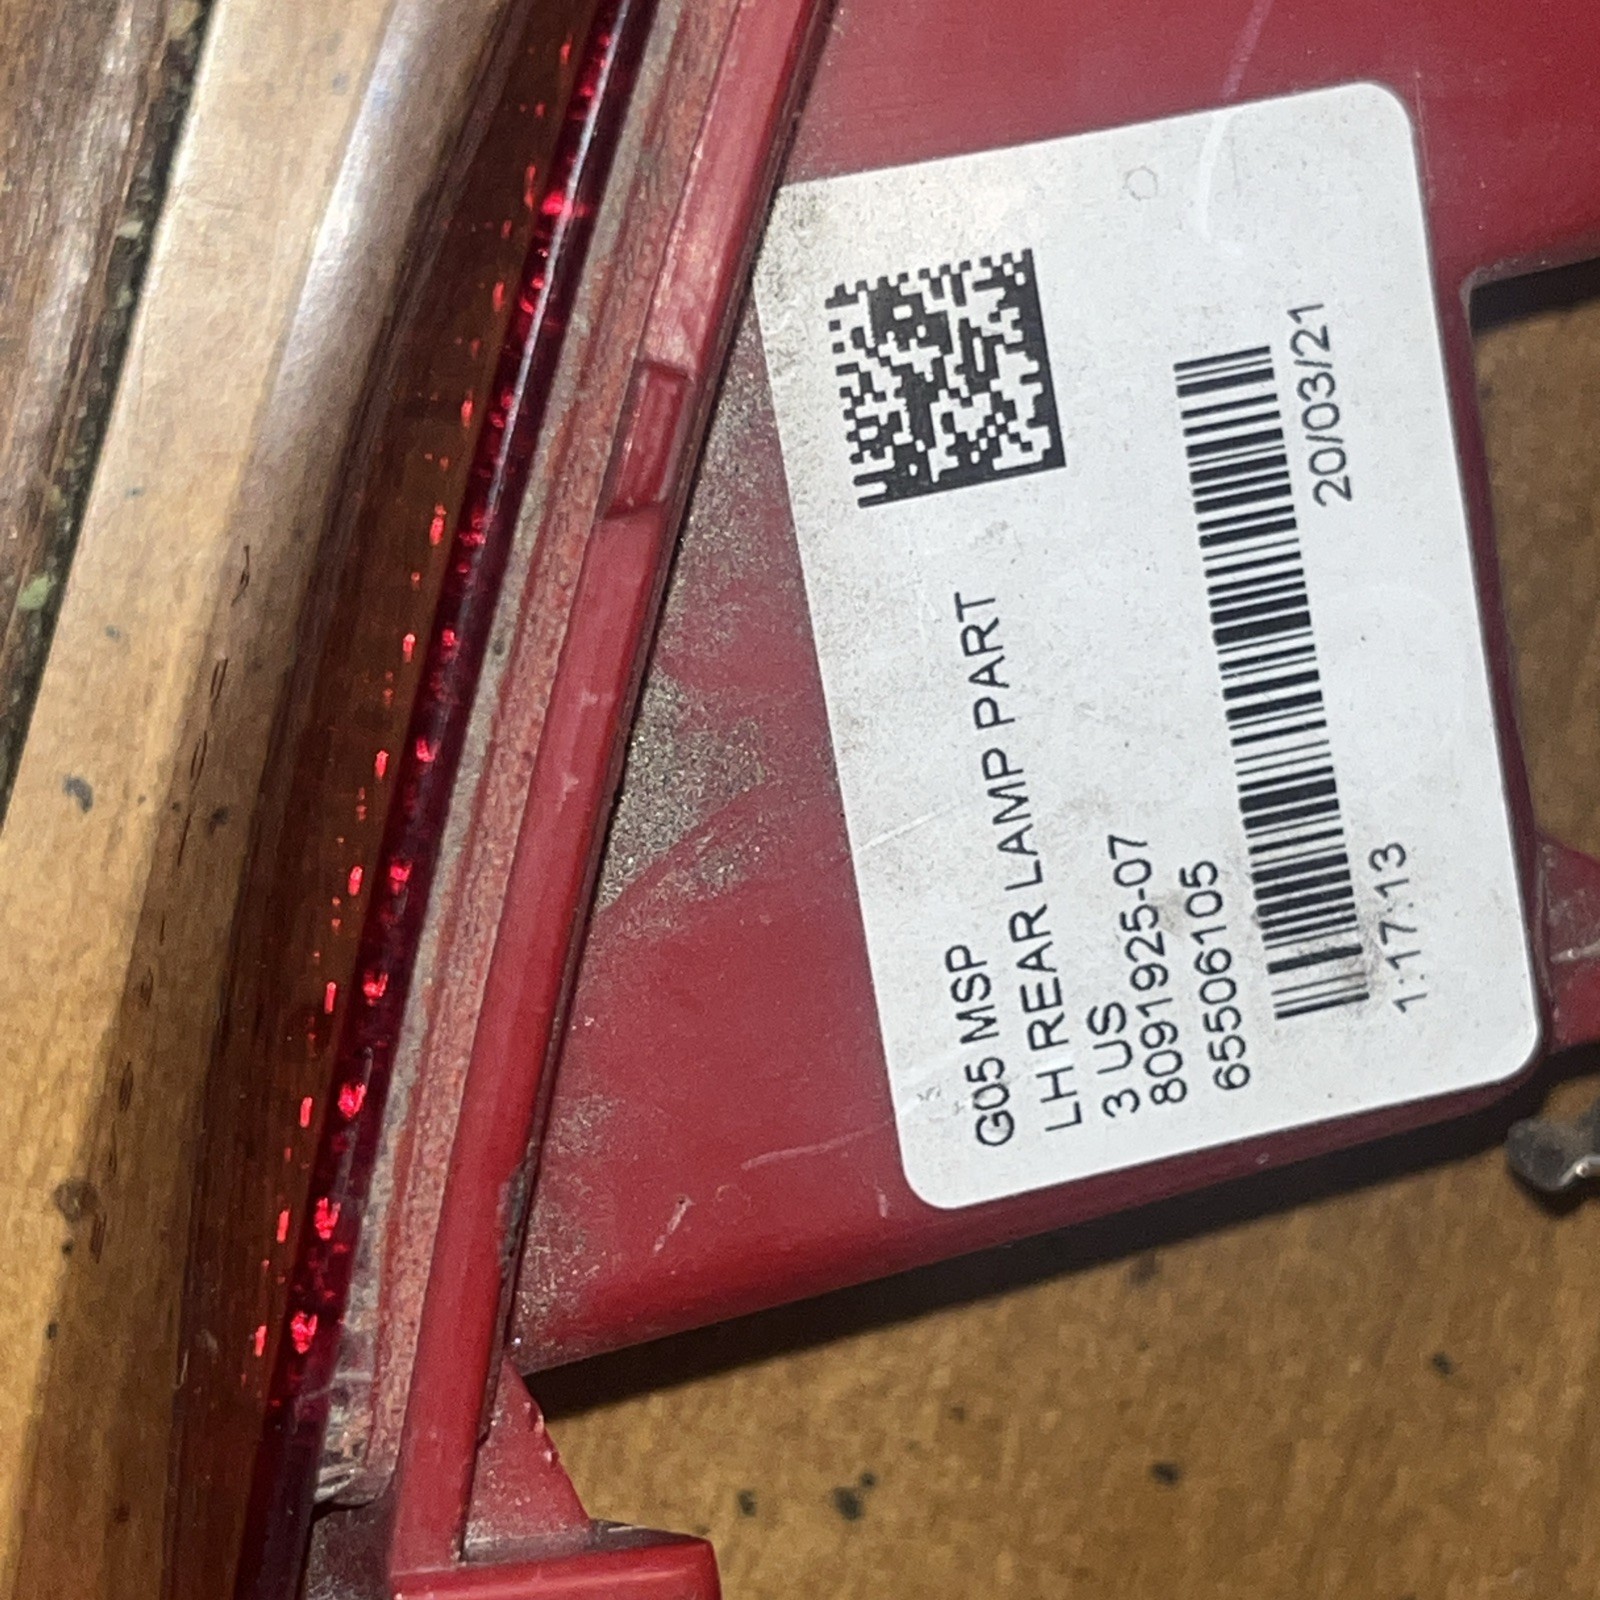 G05 MSP
LH REAR LAMP PART
3 US
8091925-07
65506105
1:17:13 20/03/21